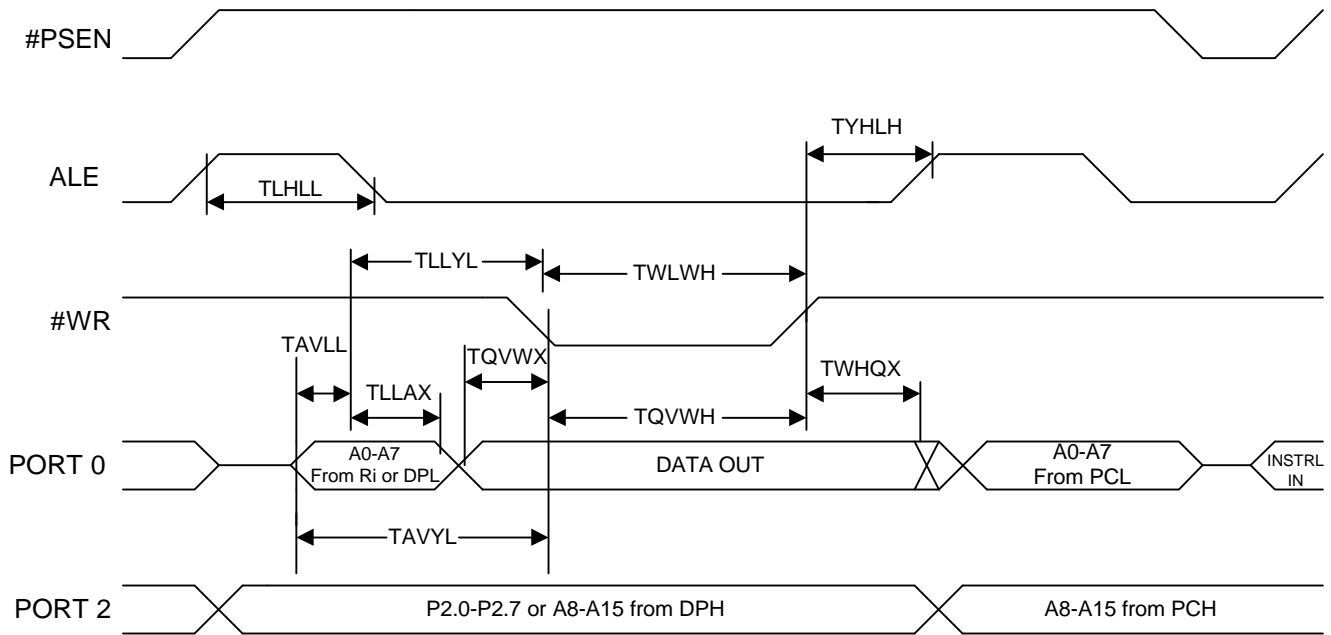 #PSEN
TYHLH
ALE
TLHLL
TLLYL
TWLWH
#WR
TAVLL
TQVWX
TWHQX
TLLAX
TQVWH
PORT 0
A0-A7
From Ri or DPL
DATA OUT
A0-A7
From PCL
INSTRL
IN
TAVYL
PORT 2
P2.0-P2.7 or A8-A15 from DPH
A8-A15 from PCH